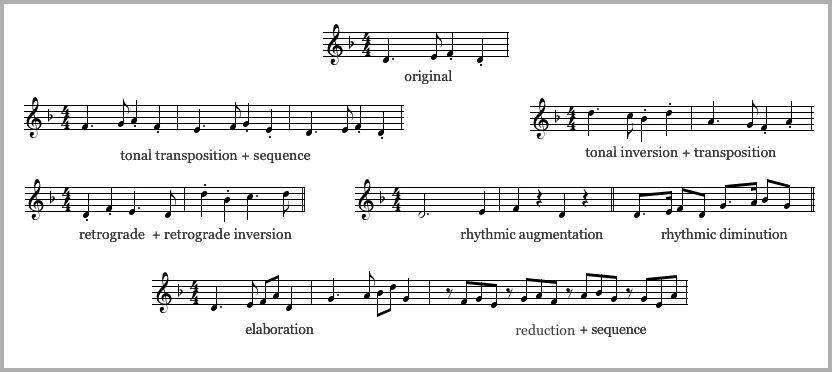 original
tonal transposition + sequence
tonal inversion + transposition
retrograde + retrograde inversion
rhythmic augmentation
rhythmic diminution
elaboration
reduction + sequence